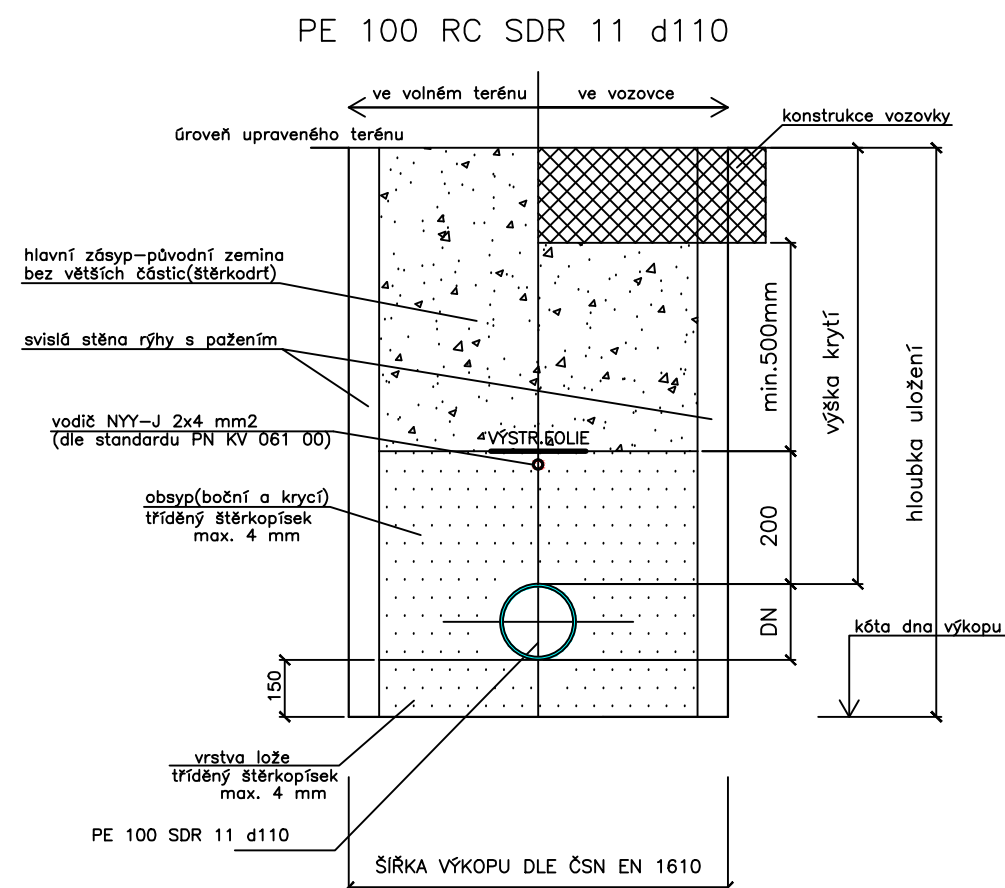 PE 100 RC SDR 11 d110
ve volném terénu
ve vozovce
konstrukce vozovky
úroveň upraveného terénu
hlavní zásyp-původní zemina
bez větších částic(štěrkodrť)
svislá stěna rýhy s pažením
vodič NYY-J 2x4 mm2
(dle standardu PN KV 061 00)
VÝSTR.FOLIE
obsyp(boční a krycí)
tříděný štěrkopísek
max. 4 mm
min.500mm
výška krytí
hloubka uložení
200
DN
kóta dna výkopu
150
vrstva lože
tříděný štěrkopísek
max. 4 mm
PE 100 SDR 11 d110
ŠÍŘKA VÝKOPU DLE ČSN EN 1610